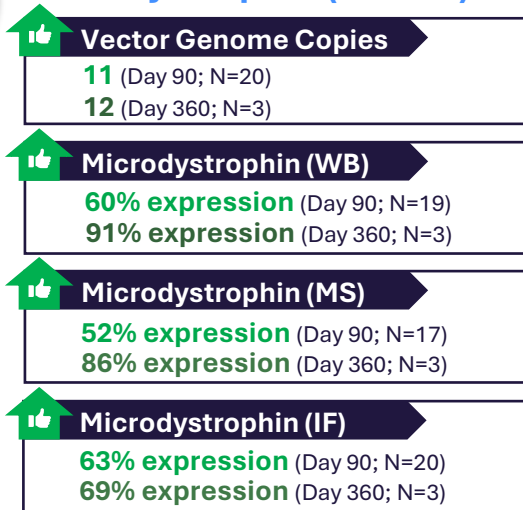 Vector Genome Copies
11 (Day 90; N=20)
12 (Day 360; N=3)
Microdystrophin (WB)
60% expression (Day 90; N=19)
91% expression (Day 360; N=3)
Microdystrophin (MS)
52% expression (Day 90; N=17)
86% expression (Day 360; N=3)
Microdystrophin (IF)
63% expression (Day 90; N=20)
69% expression (Day 360; N=3)